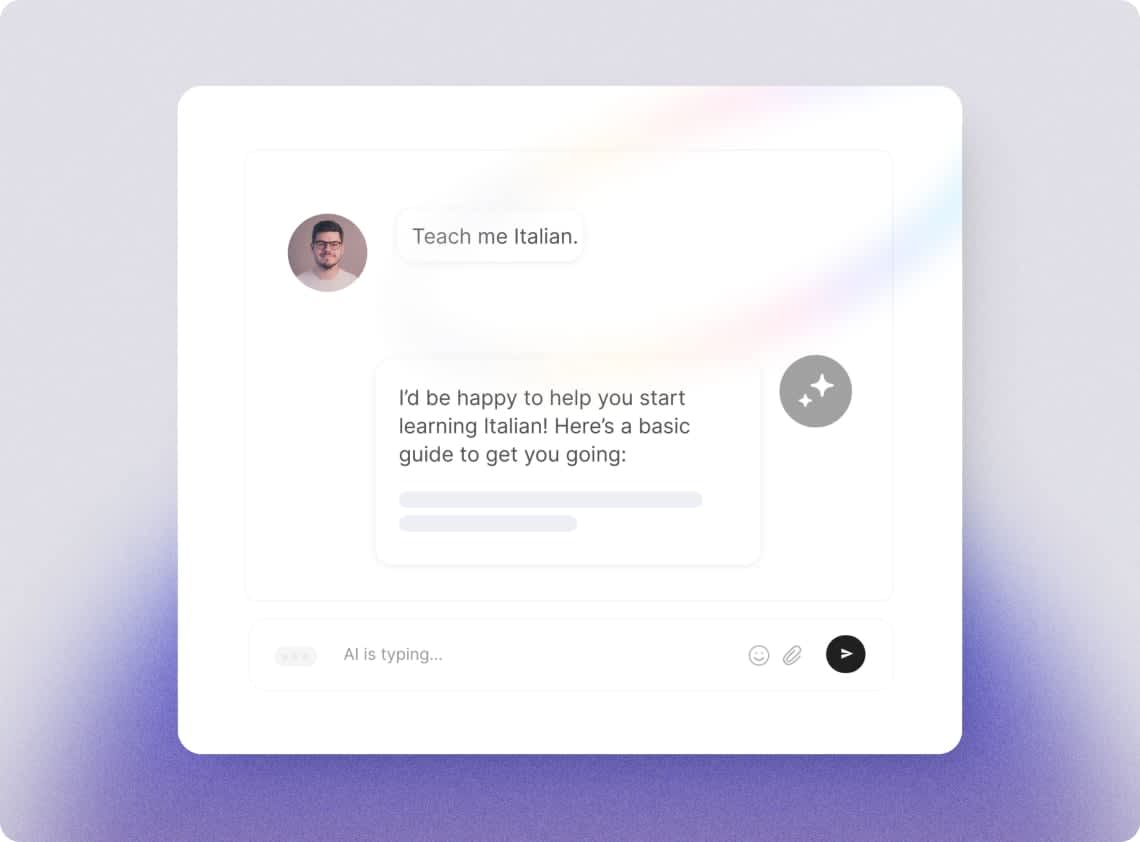 Teach me Italian.
I’d be happy to help you start
learning Italian! Here’s a basic
guide to get you going:
AI is typing...